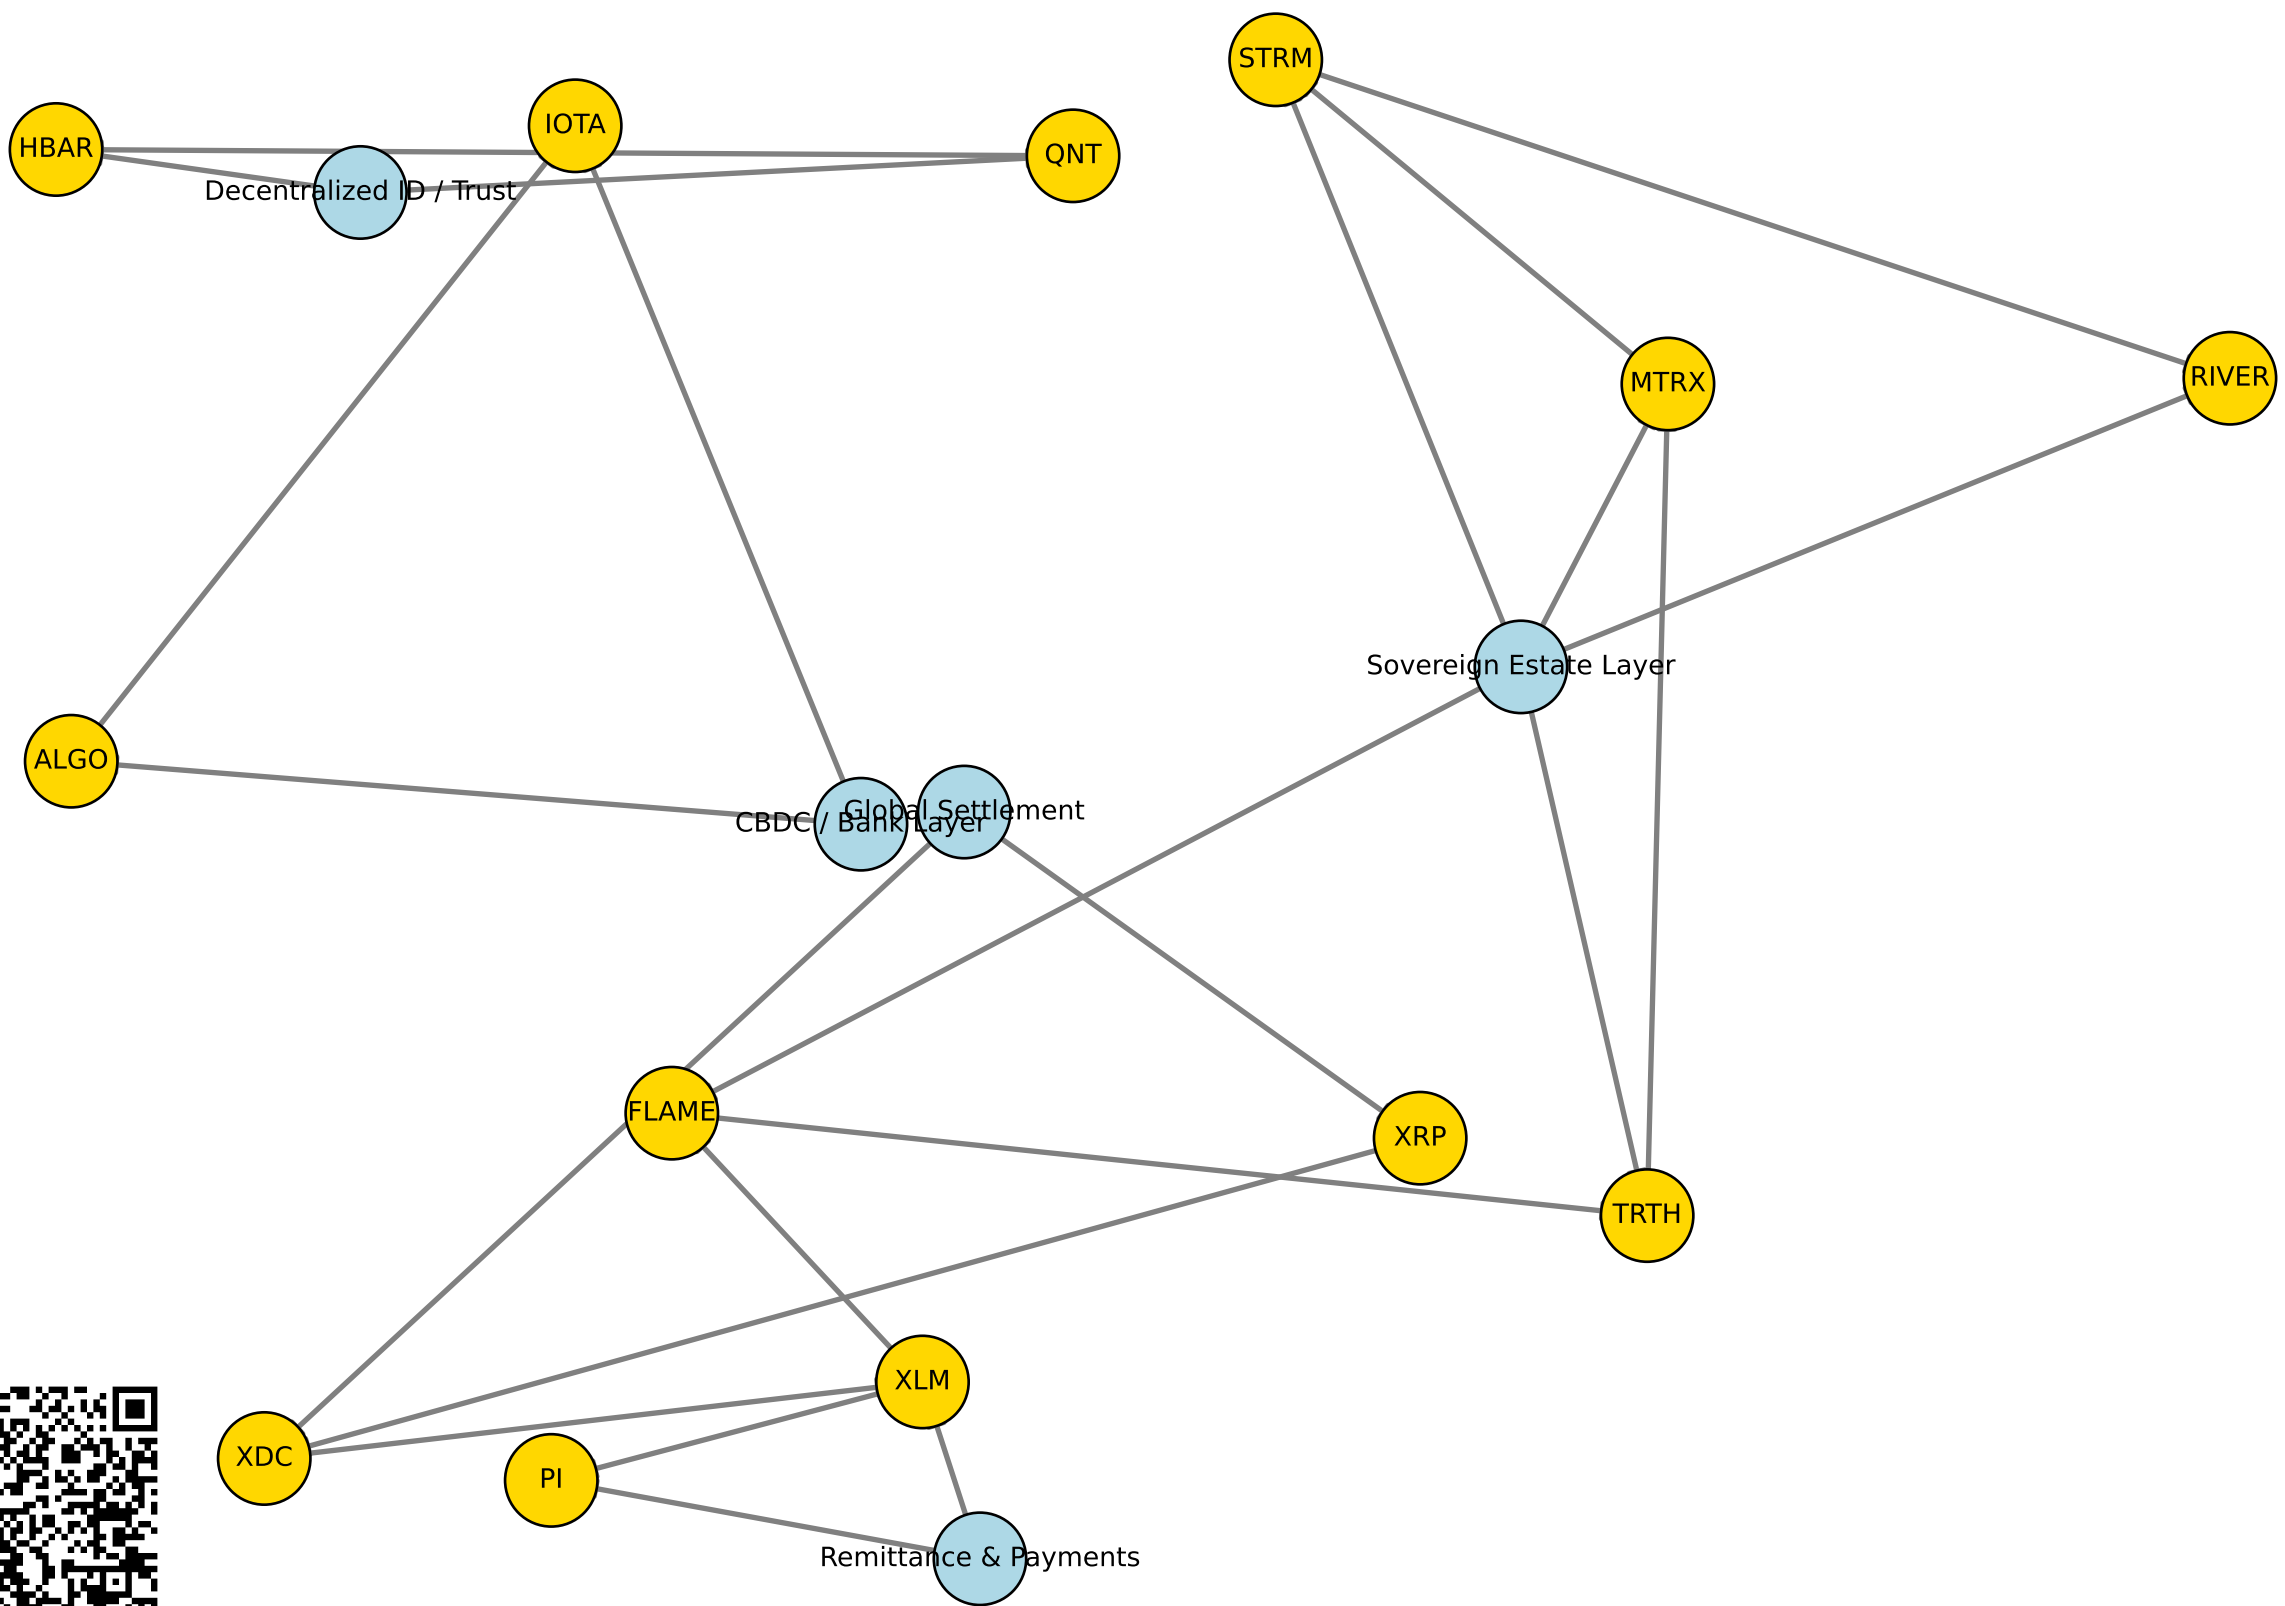 STRM
IOTA
HBAR
QNT
Decentralized ID / Trust
RIVER
MTRX
Sovereign Estate Layer
ALGO
Global Settlement
CBDC / Bank Layer
FLAME
XRP
TRTH
XLM
XDC
PI
Remittance & Payments